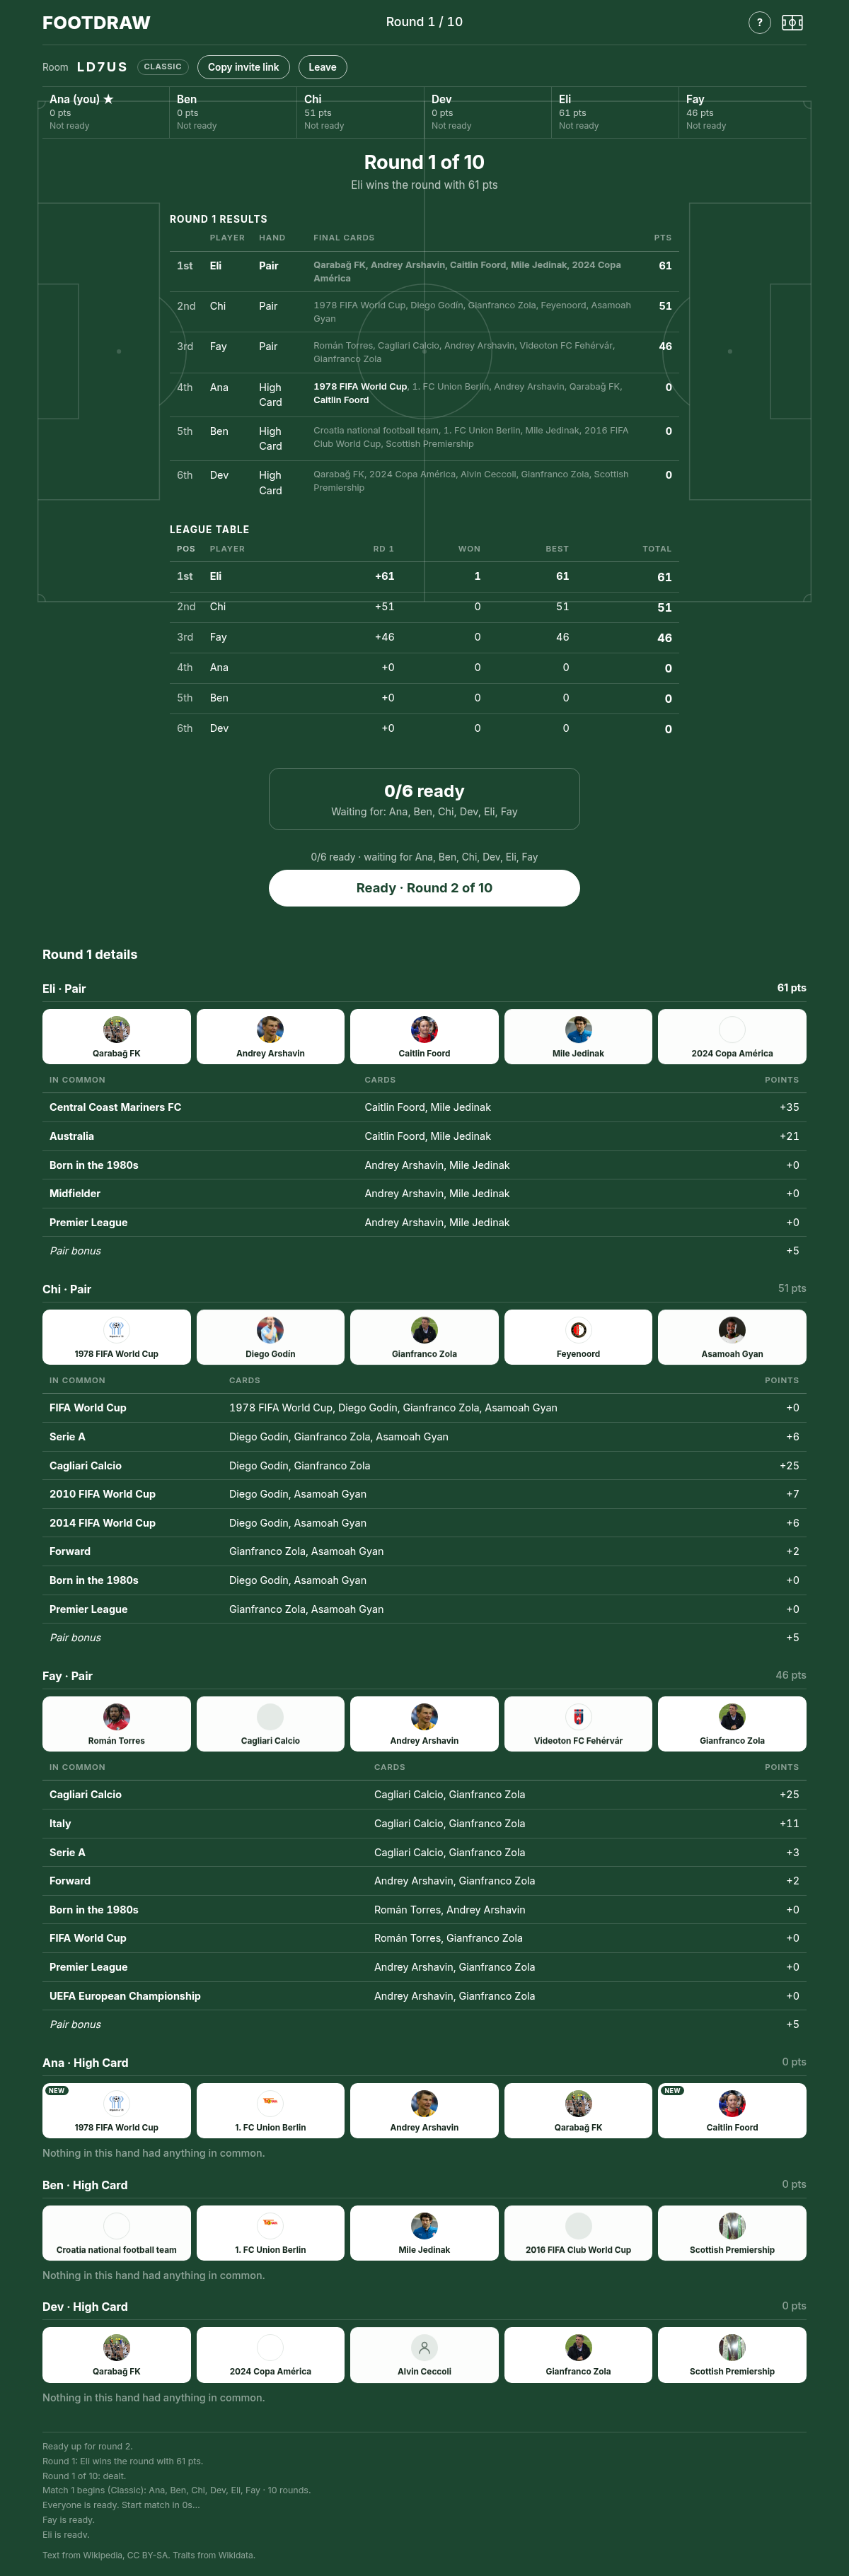 FOOTDRAW
Round 1 / 10
?
Room LD7US CLASSIC Copy invite link Leave
Ana (you) ★
0 pts
Not ready
Ben
0 pts
Not ready
Chi
51 pts
Not ready
Dev
0 pts
Not ready
Eli
61 pts
Not ready
Fay
46 pts
Not ready
Round 1 of 10
Eli wins the round with 61 pts
ROUND 1 RESULTS
PLAYER HAND FINAL CARDS PTS
1st Eli Pair Qarabağ FK, Andrey Arshavin, Caitlin Foord, Mile Jedinak, 2024 Copa América 61
2nd Chi Pair 1978 FIFA World Cup, Diego Godín, Gianfranco Zola, Feyenoord, Asamoah Gyan 51
3rd Fay Pair Román Torres, Cagliari Calcio, Andrey Arshavin, Videoton FC Fehérvár, Gianfranco Zola 46
4th Ana High Card 1978 FIFA World Cup, 1. FC Union Berlin, Andrey Arshavin, Qarabağ FK, Caitlin Foord 0
5th Ben High Card Croatia national football team, 1. FC Union Berlin, Mile Jedinak, 2016 FIFA Club World Cup, Scottish Premiership 0
6th Dev High Card Qarabağ FK, 2024 Copa América, Alvin Ceccoli, Gianfranco Zola, Scottish Premiership 0
LEAGUE TABLE
POS PLAYER RD 1 WON BEST TOTAL
1st Eli +61 1 61 61
2nd Chi +51 0 51 51
3rd Fay +46 0 46 46
4th Ana +0 0 0 0
5th Ben +0 0 0 0
6th Dev +0 0 0 0
0/6 ready
Waiting for: Ana, Ben, Chi, Dev, Eli, Fay
0/6 ready · waiting for Ana, Ben, Chi, Dev, Eli, Fay
Ready · Round 2 of 10
Round 1 details
Eli · Pair 61 pts
Qarabağ FK
Andrey Arshavin
Caitlin Foord
Mile Jedinak
2024 Copa América
IN COMMON CARDS POINTS
Central Coast Mariners FC Caitlin Foord, Mile Jedinak +35
Australia Caitlin Foord, Mile Jedinak +21
Born in the 1980s Andrey Arshavin, Mile Jedinak +0
Midfielder Andrey Arshavin, Mile Jedinak +0
Premier League Andrey Arshavin, Mile Jedinak +0
Pair bonus +5
Chi · Pair 51 pts
1978 FIFA World Cup
Diego Godín
Gianfranco Zola
Feyenoord
Asamoah Gyan
IN COMMON CARDS POINTS
FIFA World Cup 1978 FIFA World Cup, Diego Godín, Gianfranco Zola, Asamoah Gyan +0
Serie A Diego Godín, Gianfranco Zola, Asamoah Gyan +6
Cagliari Calcio Diego Godín, Gianfranco Zola +25
2010 FIFA World Cup Diego Godín, Asamoah Gyan +7
2014 FIFA World Cup Diego Godín, Asamoah Gyan +6
Forward Gianfranco Zola, Asamoah Gyan +2
Born in the 1980s Diego Godín, Asamoah Gyan +0
Premier League Gianfranco Zola, Asamoah Gyan +0
Pair bonus +5
Fay · Pair 46 pts
Román Torres
Cagliari Calcio
Andrey Arshavin
Videoton FC Fehérvár
Gianfranco Zola
IN COMMON CARDS POINTS
Cagliari Calcio Cagliari Calcio, Gianfranco Zola +25
Italy Cagliari Calcio, Gianfranco Zola +11
Serie A Cagliari Calcio, Gianfranco Zola +3
Forward Andrey Arshavin, Gianfranco Zola +2
Born in the 1980s Román Torres, Andrey Arshavin +0
FIFA World Cup Román Torres, Gianfranco Zola +0
Premier League Andrey Arshavin, Gianfranco Zola +0
UEFA European Championship Andrey Arshavin, Gianfranco Zola +0
Pair bonus +5
Ana · High Card 0 pts
NEW
1978 FIFA World Cup
1. FC Union Berlin
Andrey Arshavin
Qarabağ FK
NEW
Caitlin Foord
Nothing in this hand had anything in common.
Ben · High Card 0 pts
Croatia national football team
1. FC Union Berlin
Mile Jedinak
2016 FIFA Club World Cup
Scottish Premiership
Nothing in this hand had anything in common.
Dev · High Card 0 pts
Qarabağ FK
2024 Copa América
Alvin Ceccoli
Gianfranco Zola
Scottish Premiership
Nothing in this hand had anything in common.
Ready up for round 2.
Round 1: Eli wins the round with 61 pts.
Round 1 of 10: dealt.
Match 1 begins (Classic): Ana, Ben, Chi, Dev, Eli, Fay · 10 rounds.
Everyone is ready. Start match in 0s…
Fay is ready.
Eli is ready.
Text from Wikipedia, CC BY-SA. Traits from Wikidata.